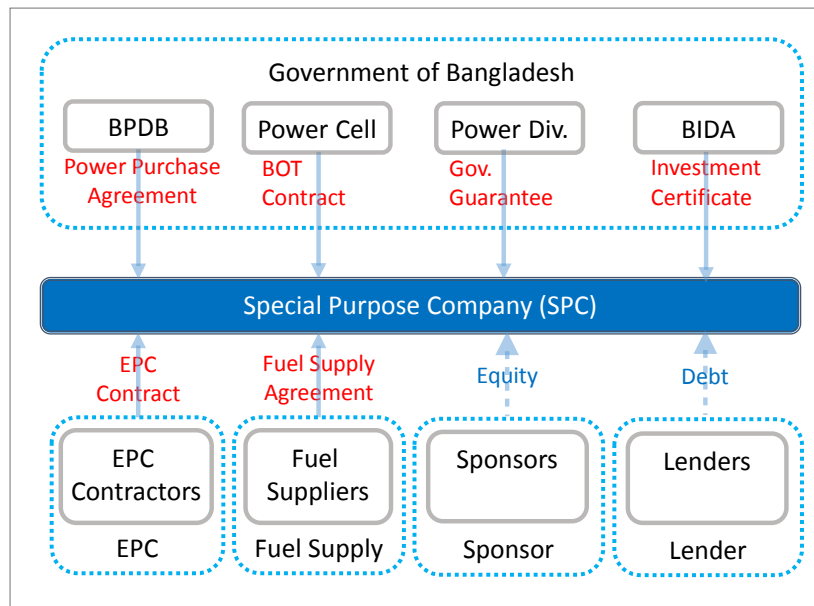 Government of Bangladesh
BPDB
Power Cell
Power Div.
BIDA
Power Purchase
Agreement
BOT
Contract
Gov.
Guarantee
Investment
Certificate
Special Purpose Company (SPC)
EPC
Contract
Fuel Supply
Agreement
Equity
Debt
EPC
Contractors
Fuel
Suppliers
Sponsors
Lenders
EPC
Fuel Supply
Sponsor
Lender